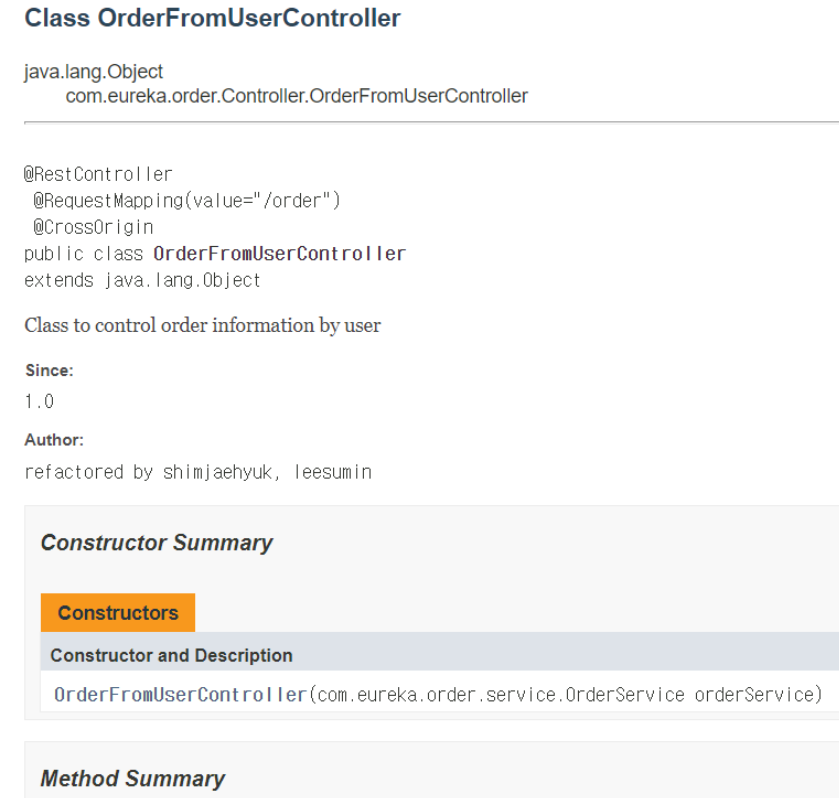 Class OrderFromUserController
java.lang.Object
com.eureka.order.Controller.OrderFromUserController
@RestController
@RequestMapping(value="/order")
@CrossOrigin
public class OrderFromUserController
extends java.lang.Object
Class to control order information by user
Since:
1.0
Author:
refactored by shimjaehyuk, leesumin
Constructor Summary
Constructors
Constructor and Description
OrderFromUserController(com.eureka.order.service.OrderService orderService)
Method Summary